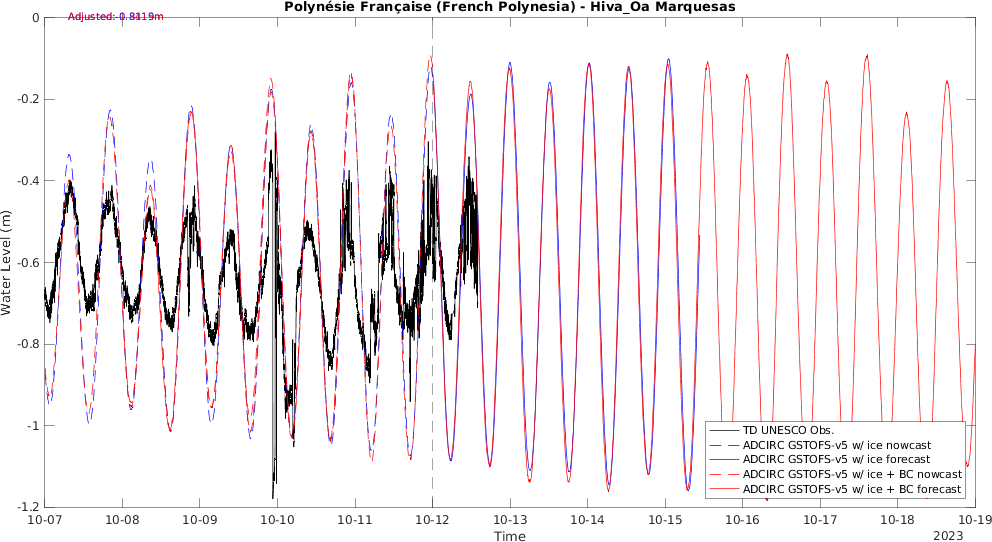 Polynésie Française (French Polynesia) - Hiva_Oa Marquesas
Adjusted:
0
-0.2
-0.4
-0.6
-0.8
-1
-1.2
Water Level (m)
TD UNESCO Obs.
ADCIRC GSTOFS-v5 w/ ice nowcast
ADCIRC GSTOFS-v5 w/ ice forecast
ADCIRC GSTOFS-v5 w/ ice + BC nowcast
ADCIRC GSTOFS-v5 w/ ice + BC forecast
10-07 10-08 10-09 10-10 10-11 10-12 10-13 10-14 10-15 10-16 10-17 10-18 10-19
Time
2023